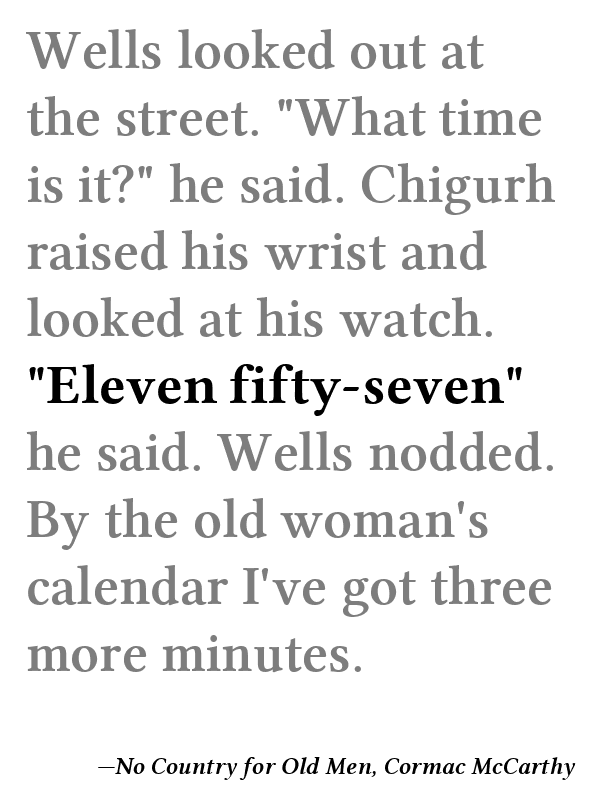 Wells looked out at
the street. "What time
is it?" he said. Chigurh
raised his wrist and
looked at his watch.
"Eleven fifty-seven"
he said. Wells nodded.
By the old woman's
calendar I've got three
more minutes.
—No Country for Old Men, Cormac McCarthy